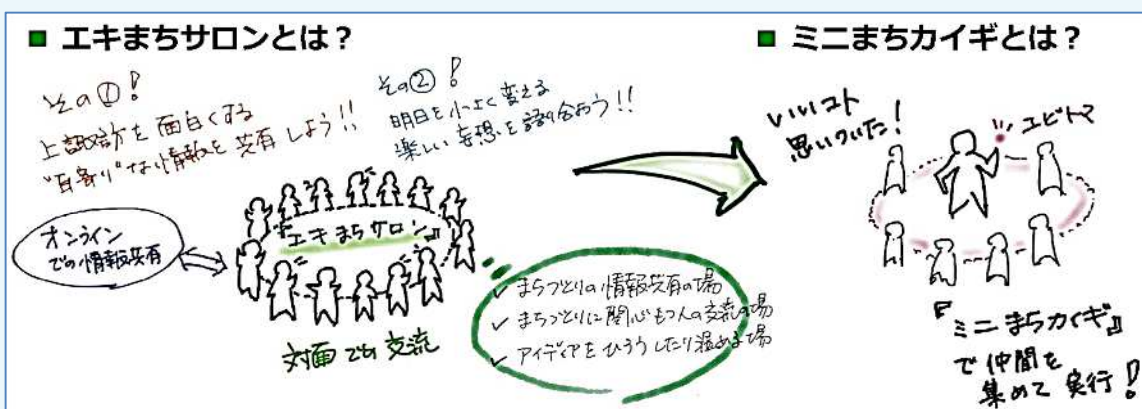 ■ エキまちサロンとは？
その①！
上諏訪を面白くする
"耳寄り"な情報を共有しよう!!
その②！
明日を小さく変える
楽しい妄想を語り合おう!!
オンライン
での情報共有
『エキまちサロン』
対面での交流
✓ まちづくりの情報共有の場
✓ まちづくりに関心もつ人の交流の場
✓ アイディアをひろうしたり温める場
■ ミニまちカイギとは？
いいコト
思いついた！
ユビトマ
『ミニまちカイギ』
で仲間を
集めて実行！